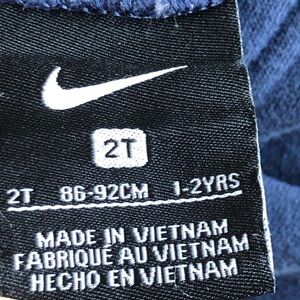 2T
2T 86-92CM 1-2YRS
MADE IN VIETNAM
FABRIQUÉ AU VIETNAM
HECHO EN VIETNAM